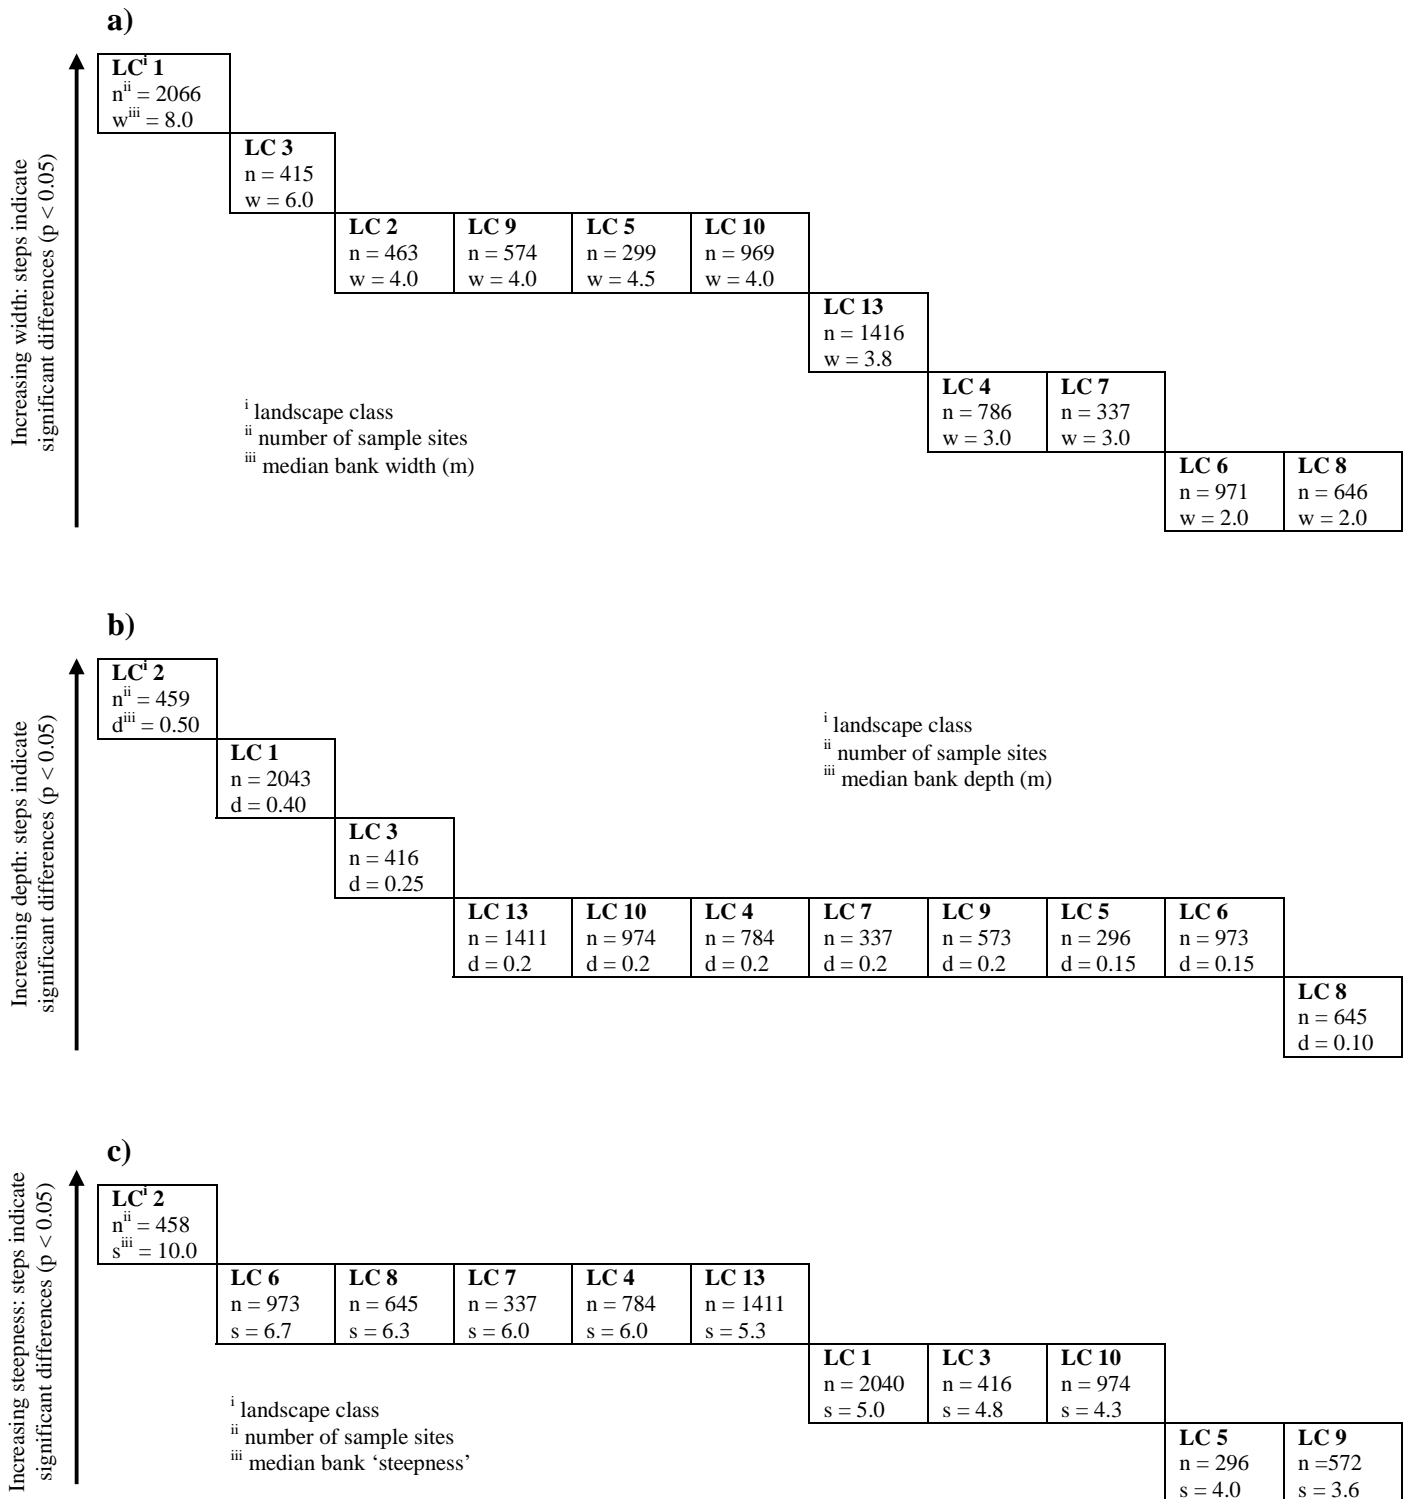 a)
Increasing width: steps indicate
significant differences (p < 0.05)
LCⁱ 1
nⁱⁱ = 2066
wⁱⁱⁱ = 8.0
LC 3
n = 415
w = 6.0
LC 2
n = 463
w = 4.0
LC 9
n = 574
w = 4.0
LC 5
n = 299
w = 4.5
LC 10
n = 969
w = 4.0
LC 13
n = 1416
w = 3.8
LC 4
n = 786
w = 3.0
LC 7
n = 337
w = 3.0
LC 6
n = 971
w = 2.0
LC 8
n = 646
w = 2.0
ⁱ landscape class
ⁱⁱ number of sample sites
ⁱⁱⁱ median bank width (m)
b)
Increasing depth: steps indicate
significant differences (p < 0.05)
LCⁱ 2
nⁱⁱ = 459
dⁱⁱⁱ = 0.50
LC 1
n = 2043
d = 0.40
LC 3
n = 416
d = 0.25
LC 13
n = 1411
d = 0.2
LC 10
n = 974
d = 0.2
LC 4
n = 784
d = 0.2
LC 7
n = 337
d = 0.2
LC 9
n = 573
d = 0.2
LC 5
n = 296
d = 0.15
LC 6
n = 973
d = 0.15
LC 8
n = 645
d = 0.10
ⁱ landscape class
ⁱⁱ number of sample sites
ⁱⁱⁱ median bank depth (m)
c)
Increasing steepness: steps indicate
significant differences (p < 0.05)
LCⁱ 2
nⁱⁱ = 458
sⁱⁱⁱ = 10.0
LC 6
n = 973
s = 6.7
LC 8
n = 645
s = 6.3
LC 7
n = 337
s = 6.0
LC 4
n = 784
s = 6.0
LC 13
n = 1411
s = 5.3
LC 1
n = 2040
s = 5.0
LC 3
n = 416
s = 4.8
LC 10
n = 974
s = 4.3
LC 5
n = 296
s = 4.0
LC 9
n =572
s = 3.6
ⁱ landscape class
ⁱⁱ number of sample sites
ⁱⁱⁱ median bank ‘steepness’